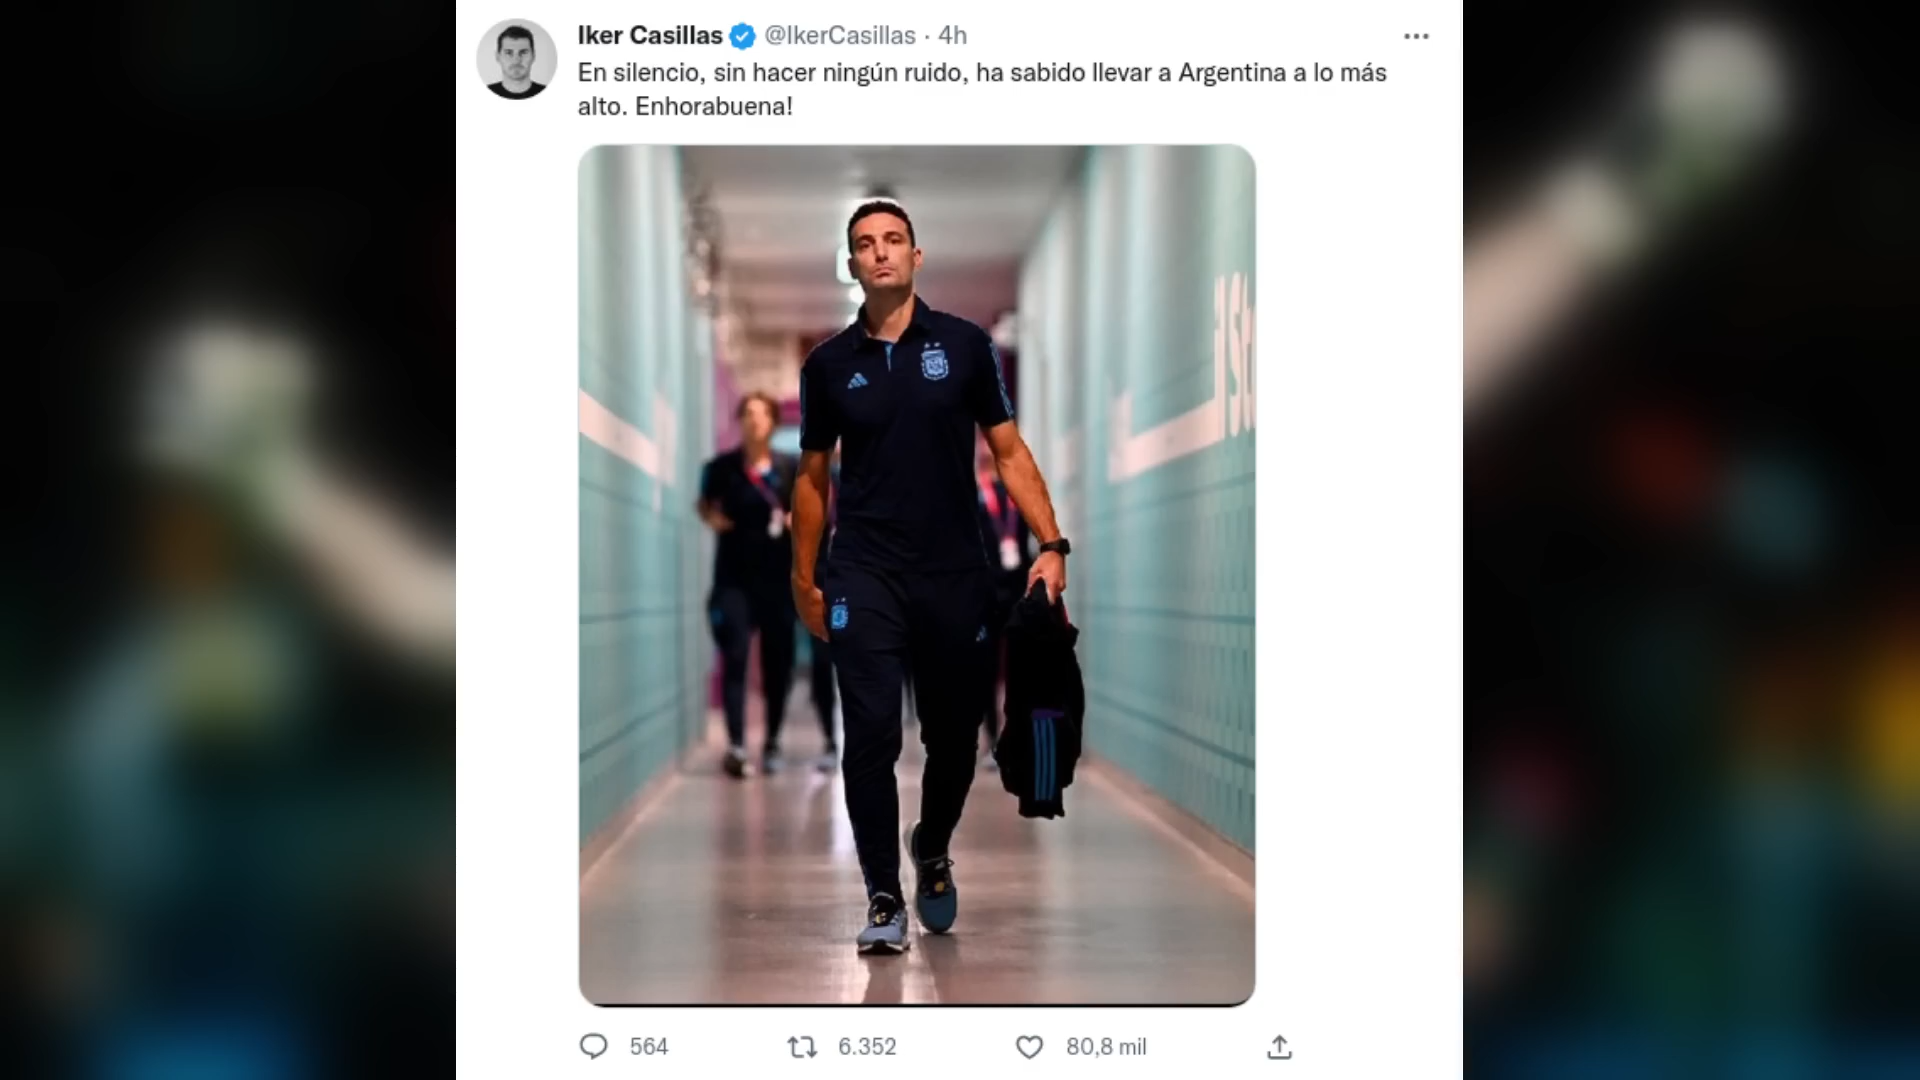 Iker Casillas @IkerCasillas · 4h
En silencio, sin hacer ningún ruido, ha sabido llevar a Argentina a lo más
alto. Enhorabuena!
564 6.352 80,8 mil